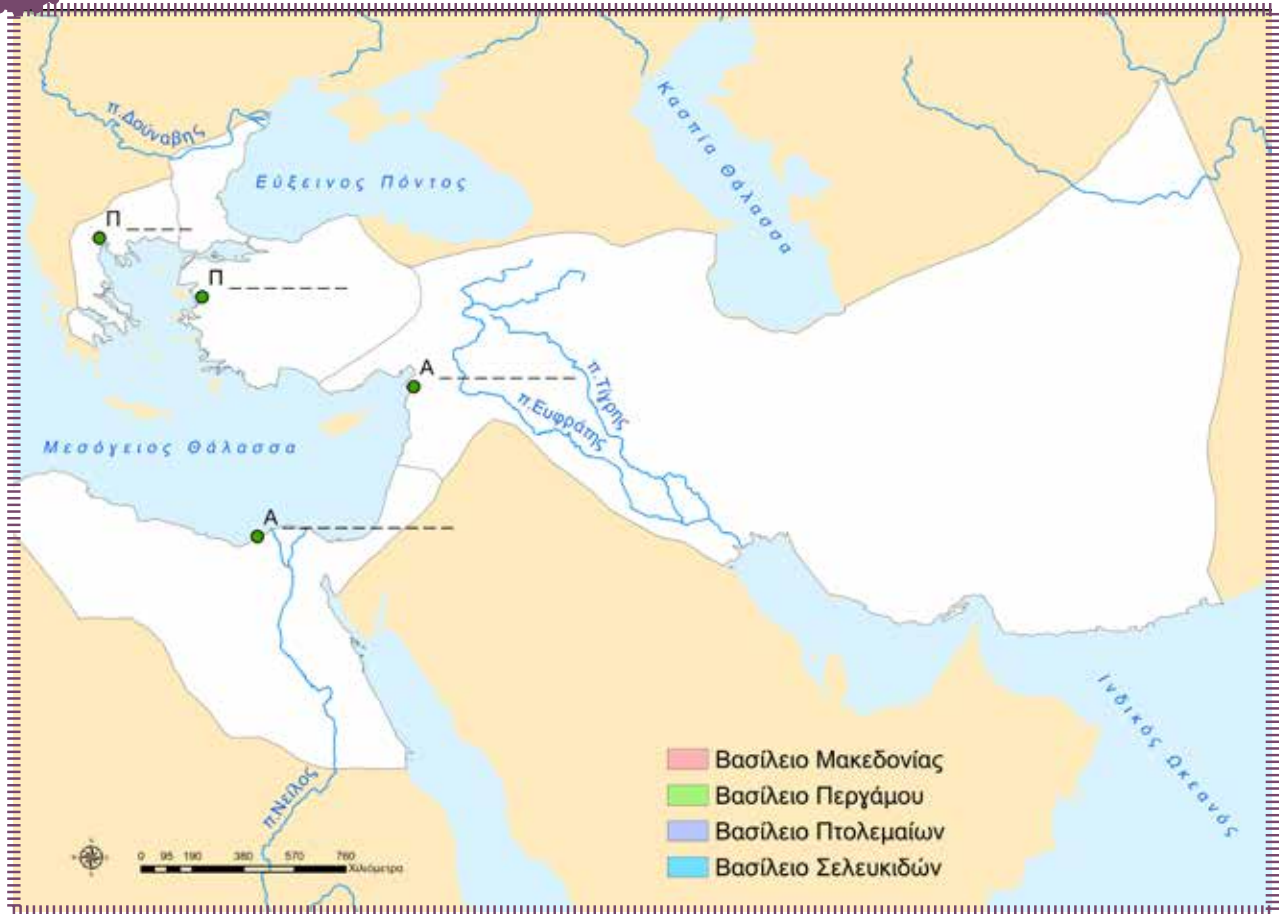 π.Δούναβης
Εύξεινος Πόντος
Κασπία Θάλασσα
Π
Π
Α
π.Τίγρης
π.Ευφράτης
Μεσόγειος Θάλασσα
Α
π.Νείλος
Ινδικός Ωκεανός
Βασίλειο Μακεδονίας
Βασίλειο Περγάμου
Βασίλειο Πτολεμαίων
Βασίλειο Σελευκιδών
0 95 190 380 570 760
Χιλιόμετρα